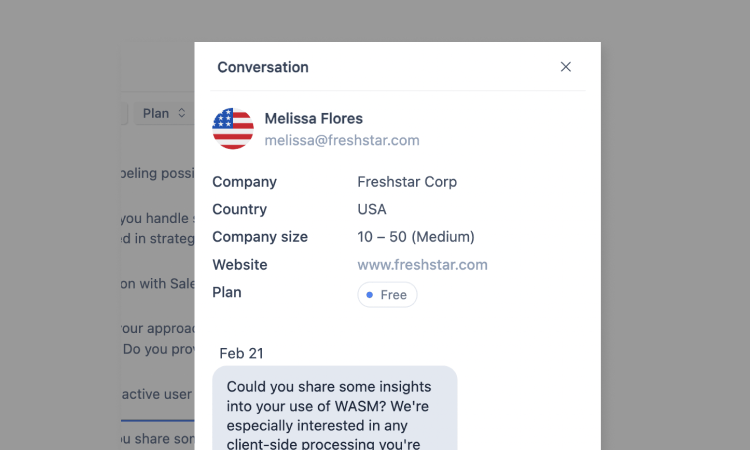 Conversation
Plan
Melissa Flores
melissa@freshstar.com
Company Freshstar Corp
Country USA
Company size 10 – 50 (Medium)
Website www.freshstar.com
Plan Free
you handle
ed in strateg
on with Sale
our approac
Do you prov
active user
Feb 21
Could you share some insights
into your use of WASM? We're
especially interested in any
client-side processing you're
u share son